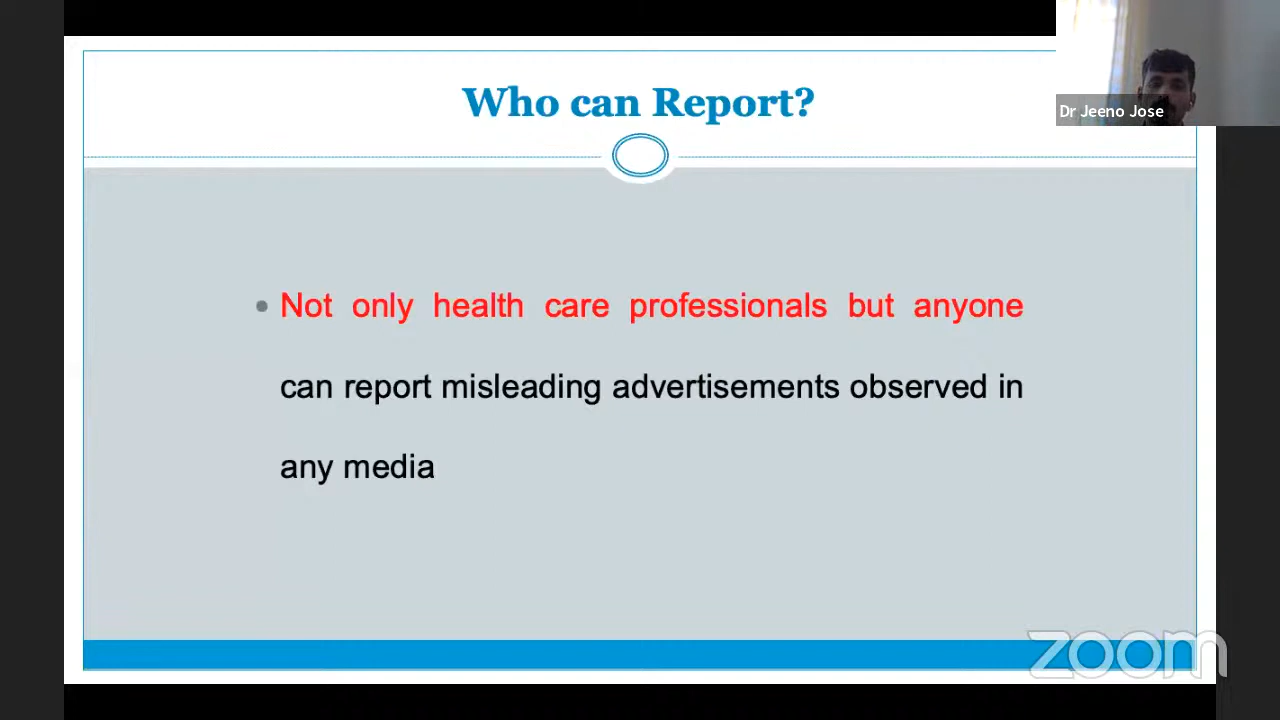 Who can Report?
Dr Jeeno Jose
Not only health care professionals but anyone
can report misleading advertisements observed in
any media
zoom